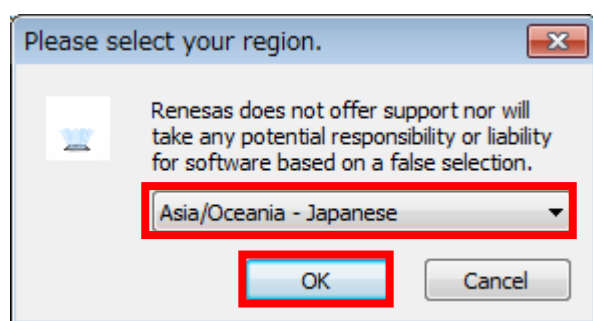 Please select your region.
Renesas does not offer support nor will
take any potential responsibility or liability
for software based on a false selection.
Asia/Oceania - Japanese
OK Cancel